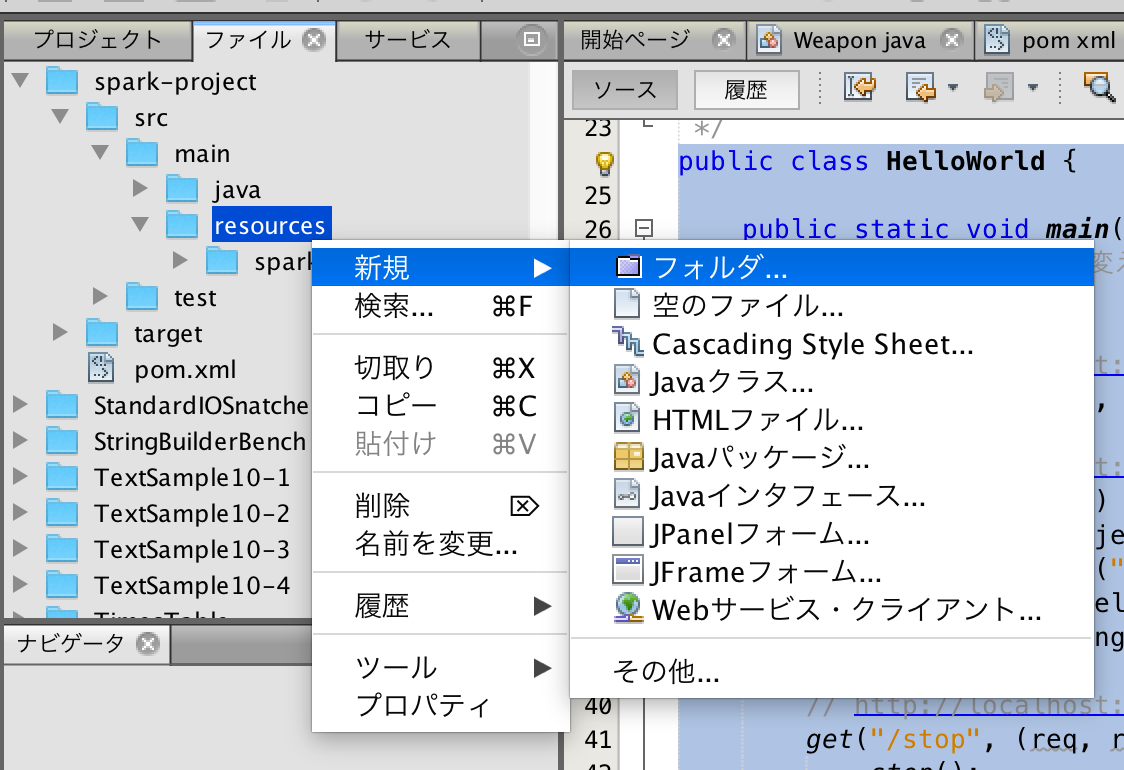 プロジェクト
ファイル
サービス
spark-project
src
main
java
resources
spark
test
target
pom.xml
StandardIOSnatche
StringBuilderBench
TextSample10-1
TextSample10-2
TextSample10-3
TextSample10-4
ナビゲータ
新規
検索... ⌘F
切取り ⌘X
コピー ⌘C
貼付け ⌘V
削除 ⌦
名前を変更...
履歴
ツール
プロパティ
フォルダ...
空のファイル...
Cascading Style Sheet...
Javaクラス...
HTMLファイル...
Javaパッケージ...
Javaインタフェース...
JPanelフォーム...
JFrameフォーム...
Webサービス・クライアント...
その他...
開始ページ
Weapon java
pom xml
ソース
履歴
23 */
public class HelloWorld {
25
26 public static void main(
変え
t:
,
t:
)
je
("
el
ng
40 // http://localhost:
41 get("/stop", (req, r
42 stop();